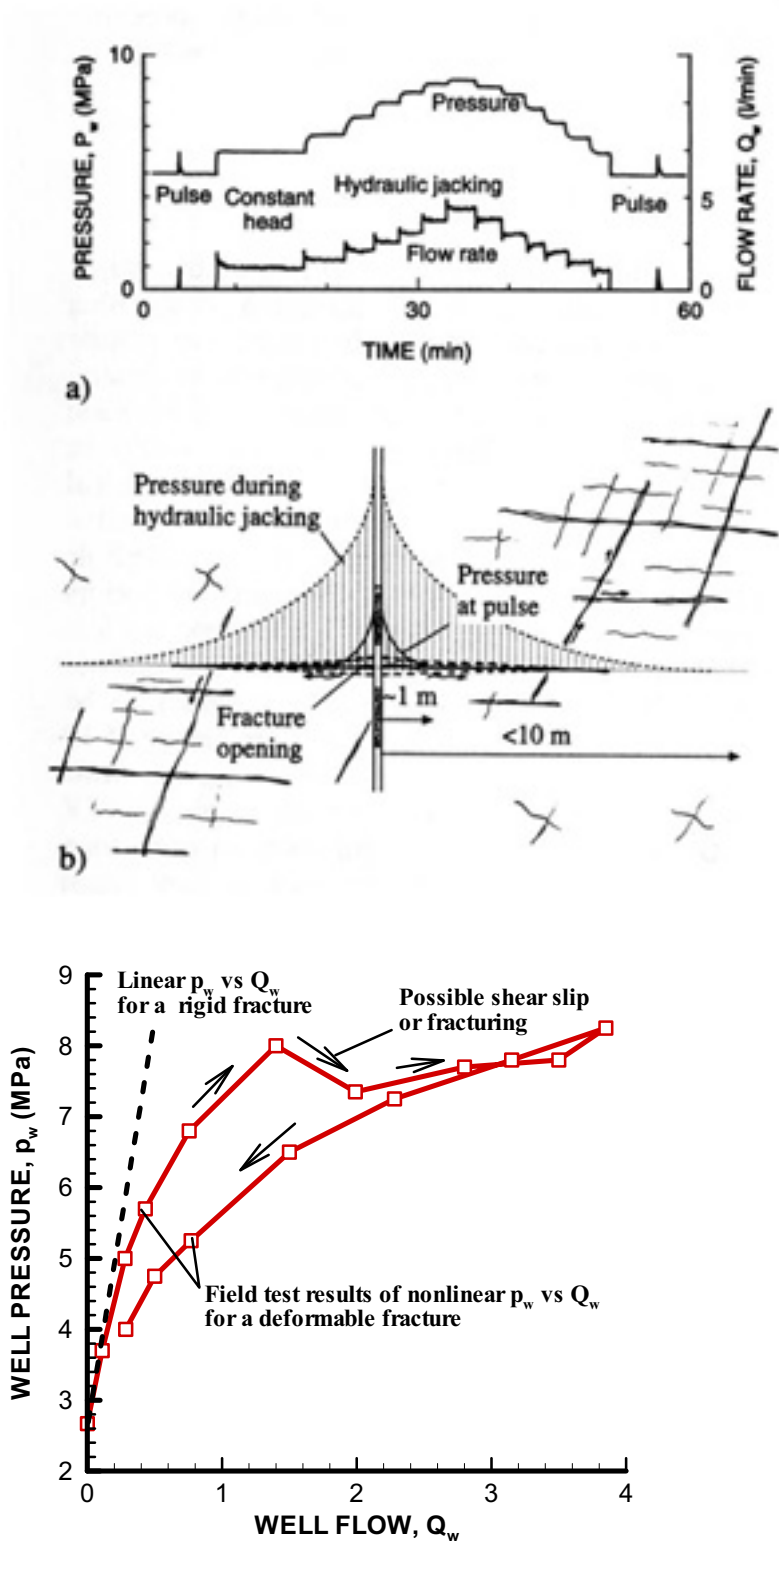 10
PRESSURE, Pw (MPa)
0
Pressure
Hydraulic jacking
Pulse
Constant
head
Pulse
Flow rate
5
0
FLOW RATE, Qw (l/min)
0
30
60
TIME (min)
a)
Pressure during
hydraulic jacking
Pressure
at pulse
~1 m
Fracture
opening
<10 m
b)
9
8
7
6
5
4
3
2
WELL PRESSURE, pw (MPa)
Linear pw vs Qw
for a rigid fracture
Possible shear slip
or fracturing
Field test results of nonlinear pw vs Qw
for a deformable fracture
0
1
2
3
4
WELL FLOW, Qw